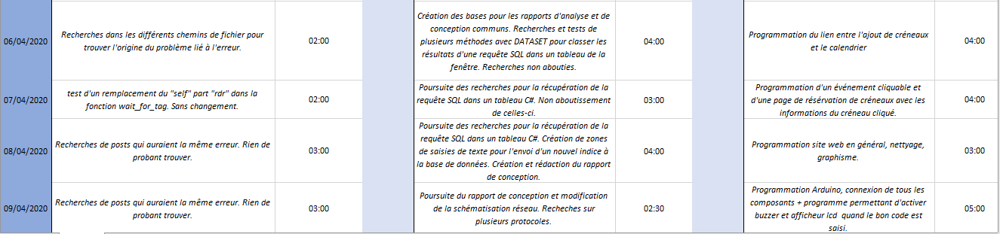 06/04/2020
Recherches dans les différents chemins de fichier pour
trouver l'origine du problème lié à l'erreur.
02:00
Création des bases pour les rapports d'analyse et de
conception communs. Recherches et tests de
plusieurs méthodes avec DATASET pour classer les
résultats d'une requête SQL dans un tableau de la
fenêtre. Recherches non abouties.
04:00
Programmation du lien entre l'ajout de créneaux
et le calendrier
04:00
07/04/2020
test d'un remplacement du "self" part "rdr" dans la
fonction wait_for_tag. Sans changement.
02:00
Poursuite des recherches pour la récupération de la
requête SQL dans un tableau C#. Non aboutissement
de celles-ci.
03:00
Programmation d'un événement cliquable et
d'une page de résérvation de créneaux avec les
informations du créneau cliqué.
04:00
08/04/2020
Recherches de posts qui auraient la même erreur. Rien de
probant trouver.
03:00
Poursuite des recherches pour la récupération de la
requête SQL dans un tableau C#. Création de zones
de saisies de texte pour l'envoi d'un nouvel indice à
la base de données. Création et rédaction du rapport
de conception.
04:00
Programmation site web en général, nettyage,
graphisme.
03:00
09/04/2020
Recherches de posts qui auraient la même erreur. Rien de
probant trouver.
03:00
Poursuite du rapport de conception et modification
de la schématisation réseau. Recheches sur
plusieurs protocoles.
02:30
Programmation Arduino, connexion de tous les
composants + programme permettant d'activer
buzzer et afficheur lcd  quand le bon code est
saisi.
05:00